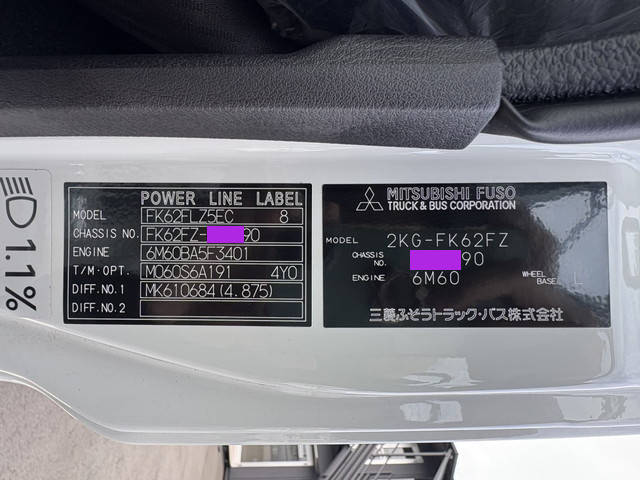 1.1%
POWER LINE LABEL
MODEL FK62FLZ5EC 8
CHASSIS NO. FK62FZ- 90
ENGINE 6M60BA5F3401
T/M・OPT. M060S6A191 4Y0
DIFF.NO.1 MK610684(4.875)
DIFF.NO.2
MITSUBISHI FUSO
TRUCK & BUS CORPORATION
MODEL 2KG-FK62FZ
CHASSIS 90
ENGINE 6M60
WHEEL BASE L
三菱ふそうトラック・バス株式会社